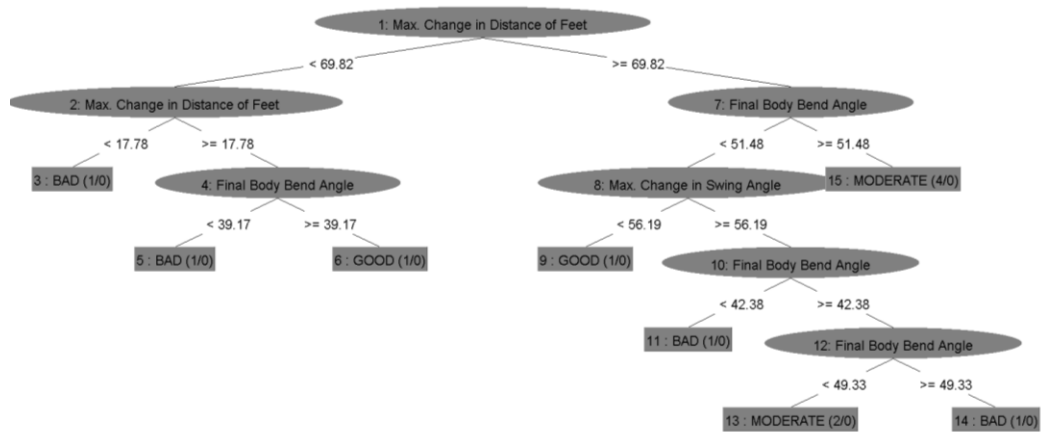 1: Max. Change in Distance of Feet
< 69.82
>= 69.82
2: Max. Change in Distance of Feet
7: Final Body Bend Angle
< 17.78
>= 17.78
< 51.48
>= 51.48
3 : BAD (1/0)
4: Final Body Bend Angle
8: Max. Change in Swing Angle
15 : MODERATE (4/0)
< 39.17
>= 39.17
< 56.19
>= 56.19
5 : BAD (1/0)
6 : GOOD (1/0)
9 : GOOD (1/0)
10: Final Body Bend Angle
< 42.38
>= 42.38
11 : BAD (1/0)
12: Final Body Bend Angle
< 49.33
>= 49.33
13 : MODERATE (2/0)
14 : BAD (1/0)